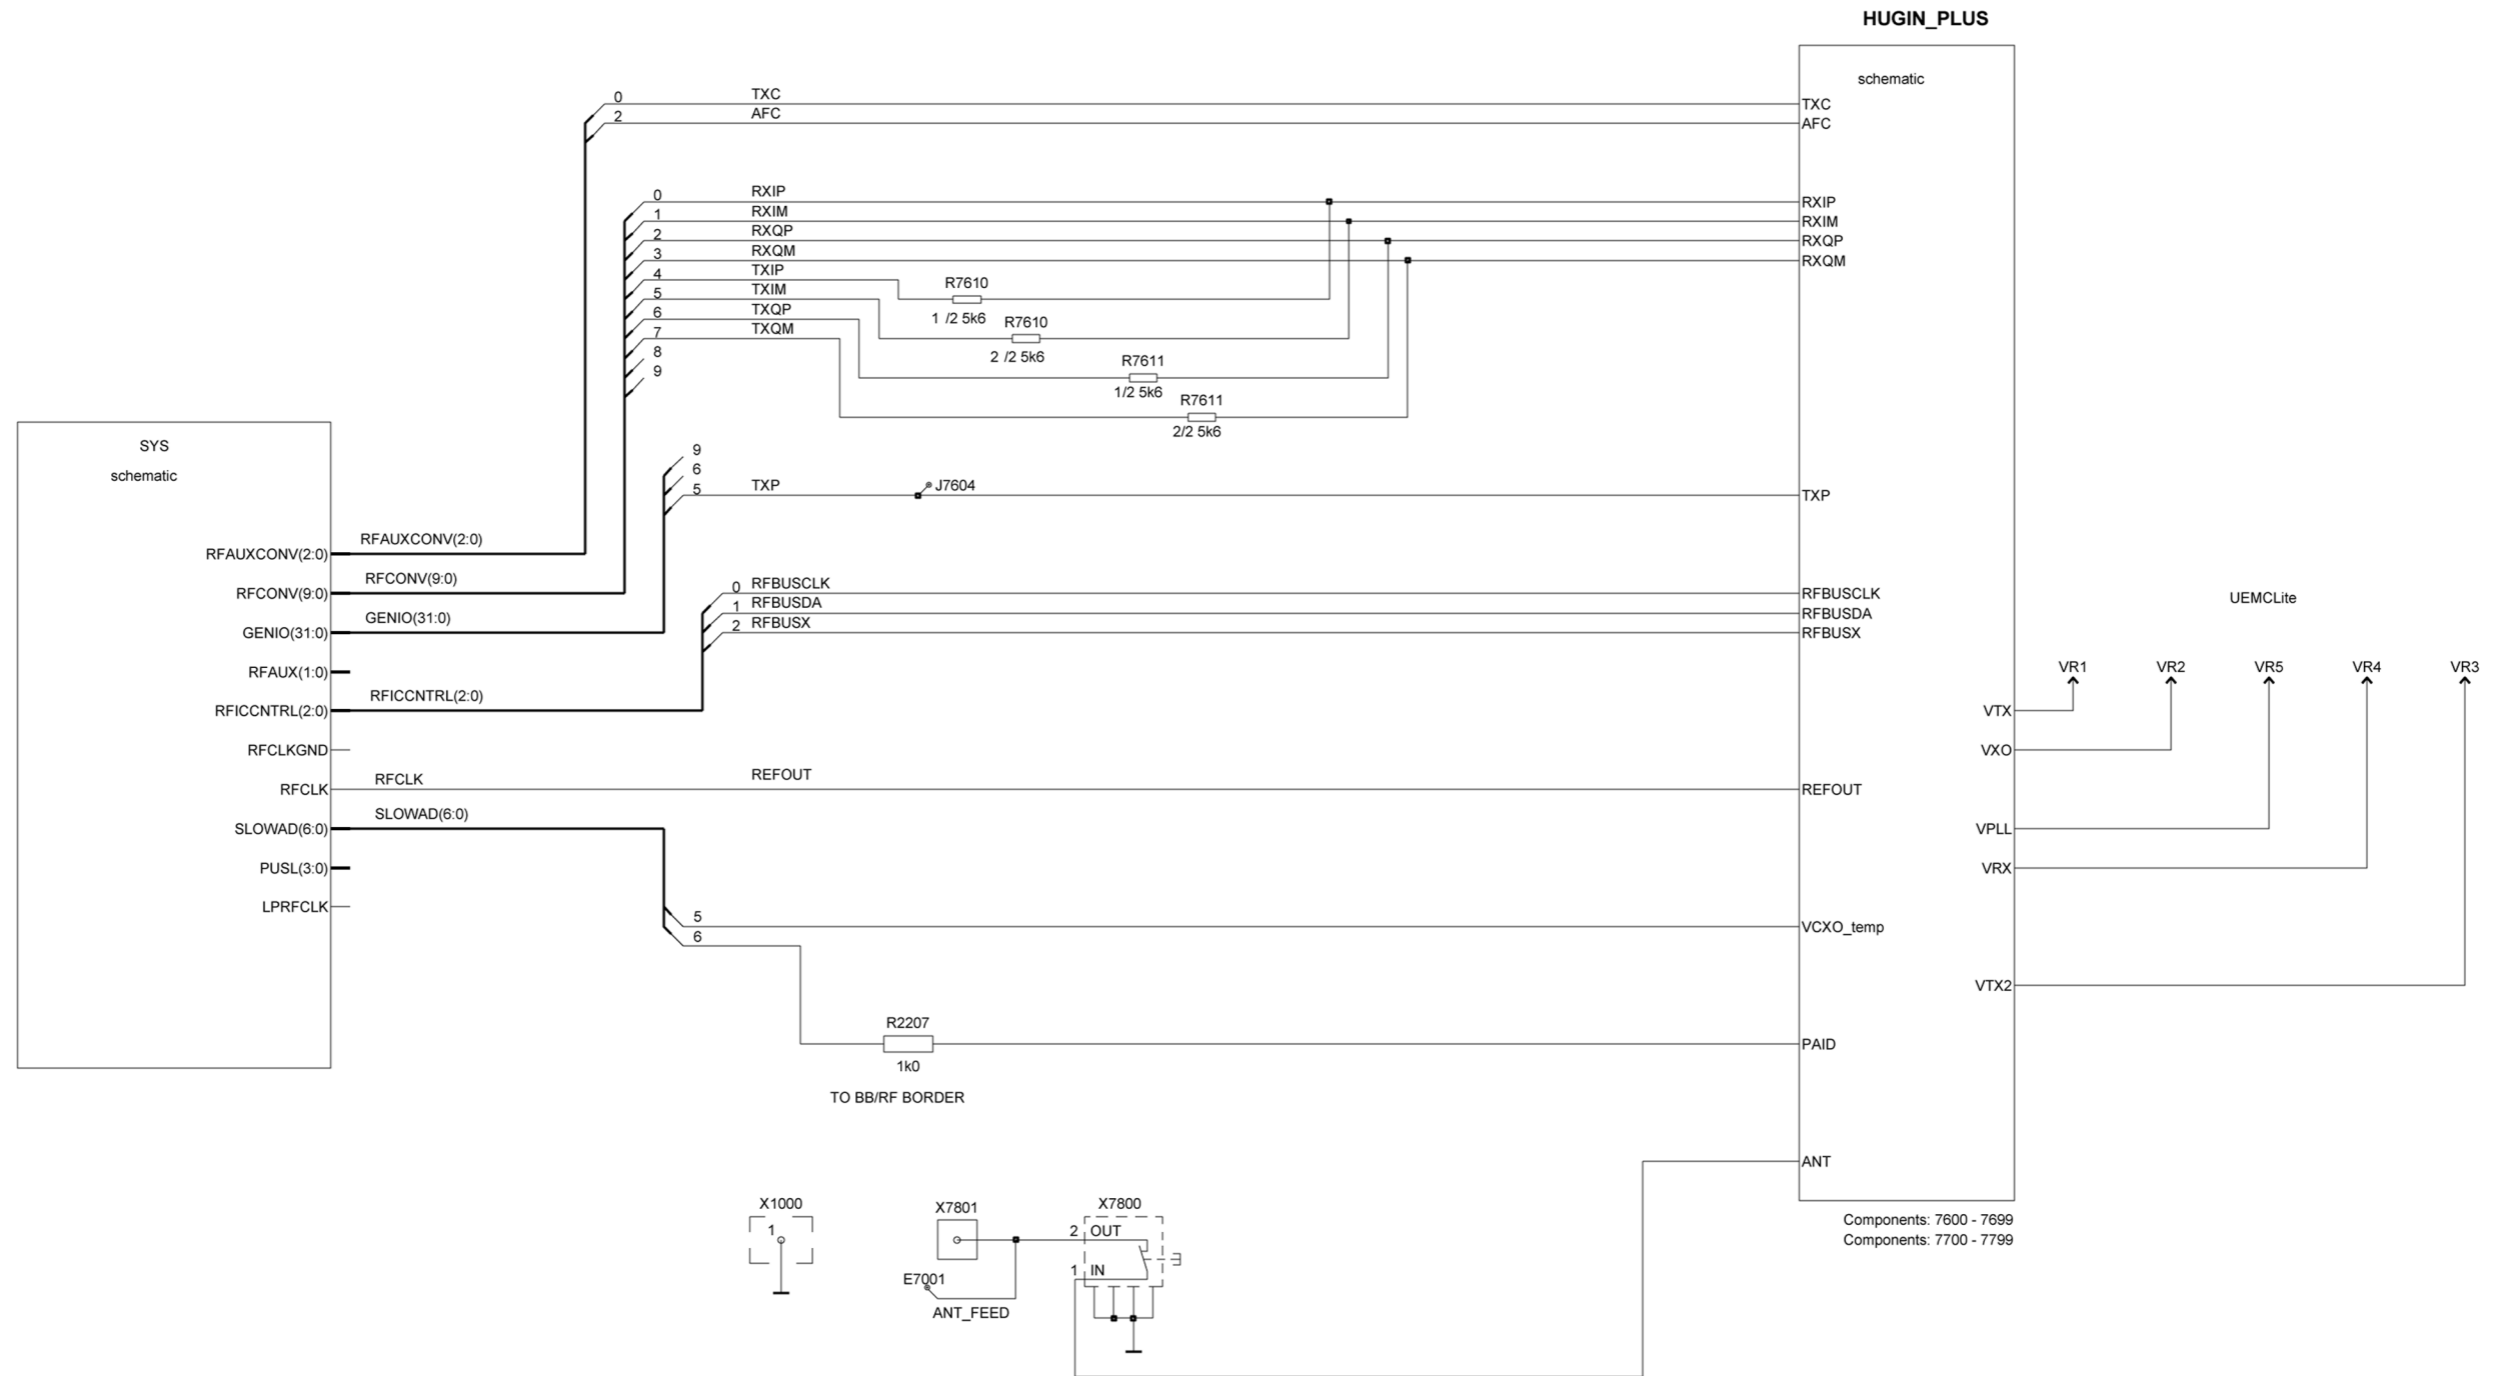 HUGIN_PLUS
schematic
0 TXC
TXC
2 AFC
AFC
0 RXIP
RXIP
1 RXIM
RXIM
2 RXQP
RXQP
3 RXQM
RXQM
4 TXIP
5 TXIM
6 TXQP
7 TXQM
8
9
R7610
1 /2 5k6
R7610
2 /2 5k6
R7611
1/2 5k6
R7611
2/2 5k6
SYS
schematic
9
6
5 TXP
J7604
TXP
RFAUXCONV(2:0)
RFAUXCONV(2:0)
RFCONV(9:0)
RFCONV(9:0)
GENIO(31:0)
GENIO(31:0)
RFAUX(1:0)
RFICCNTRL(2:0)
RFICCNTRL(2:0)
RFCLKGND
RFCLK
RFCLK
SLOWAD(6:0)
SLOWAD(6:0)
PUSL(3:0)
LPRFCLK
0 RFBUSCLK
RFBUSCLK
1 RFBUSDA
RFBUSDA
2 RFBUSX
RFBUSX
UEMCLite
VR1 VR2 VR5 VR4 VR3
VTX
VXO
REFOUT
REFOUT
VPLL
VRX
5
VCXO_temp
6
VTX2
R2207
1k0
PAID
TO BB/RF BORDER
ANT
X1000
1
X7801
X7800
2 OUT
1 IN
E7001
ANT_FEED
Components: 7600 - 7699
Components: 7700 - 7799